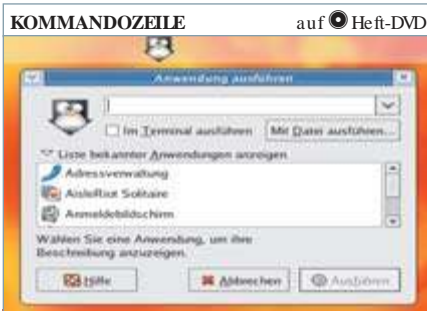 KOMMANDOZEILE auf Heft-DVD
Anwendung ausführen
Im Terminal ausführen Mit Datei ausführen...
Liste bekannter Anwendungen anzeigen
Adressverwaltung
AisleRiot Solitaire
Anmeldebildschirm
Wählen Sie eine Anwendung, um ihre
Beschreibung anzuzeigen.
Hilfe Abbrechen Ausführen